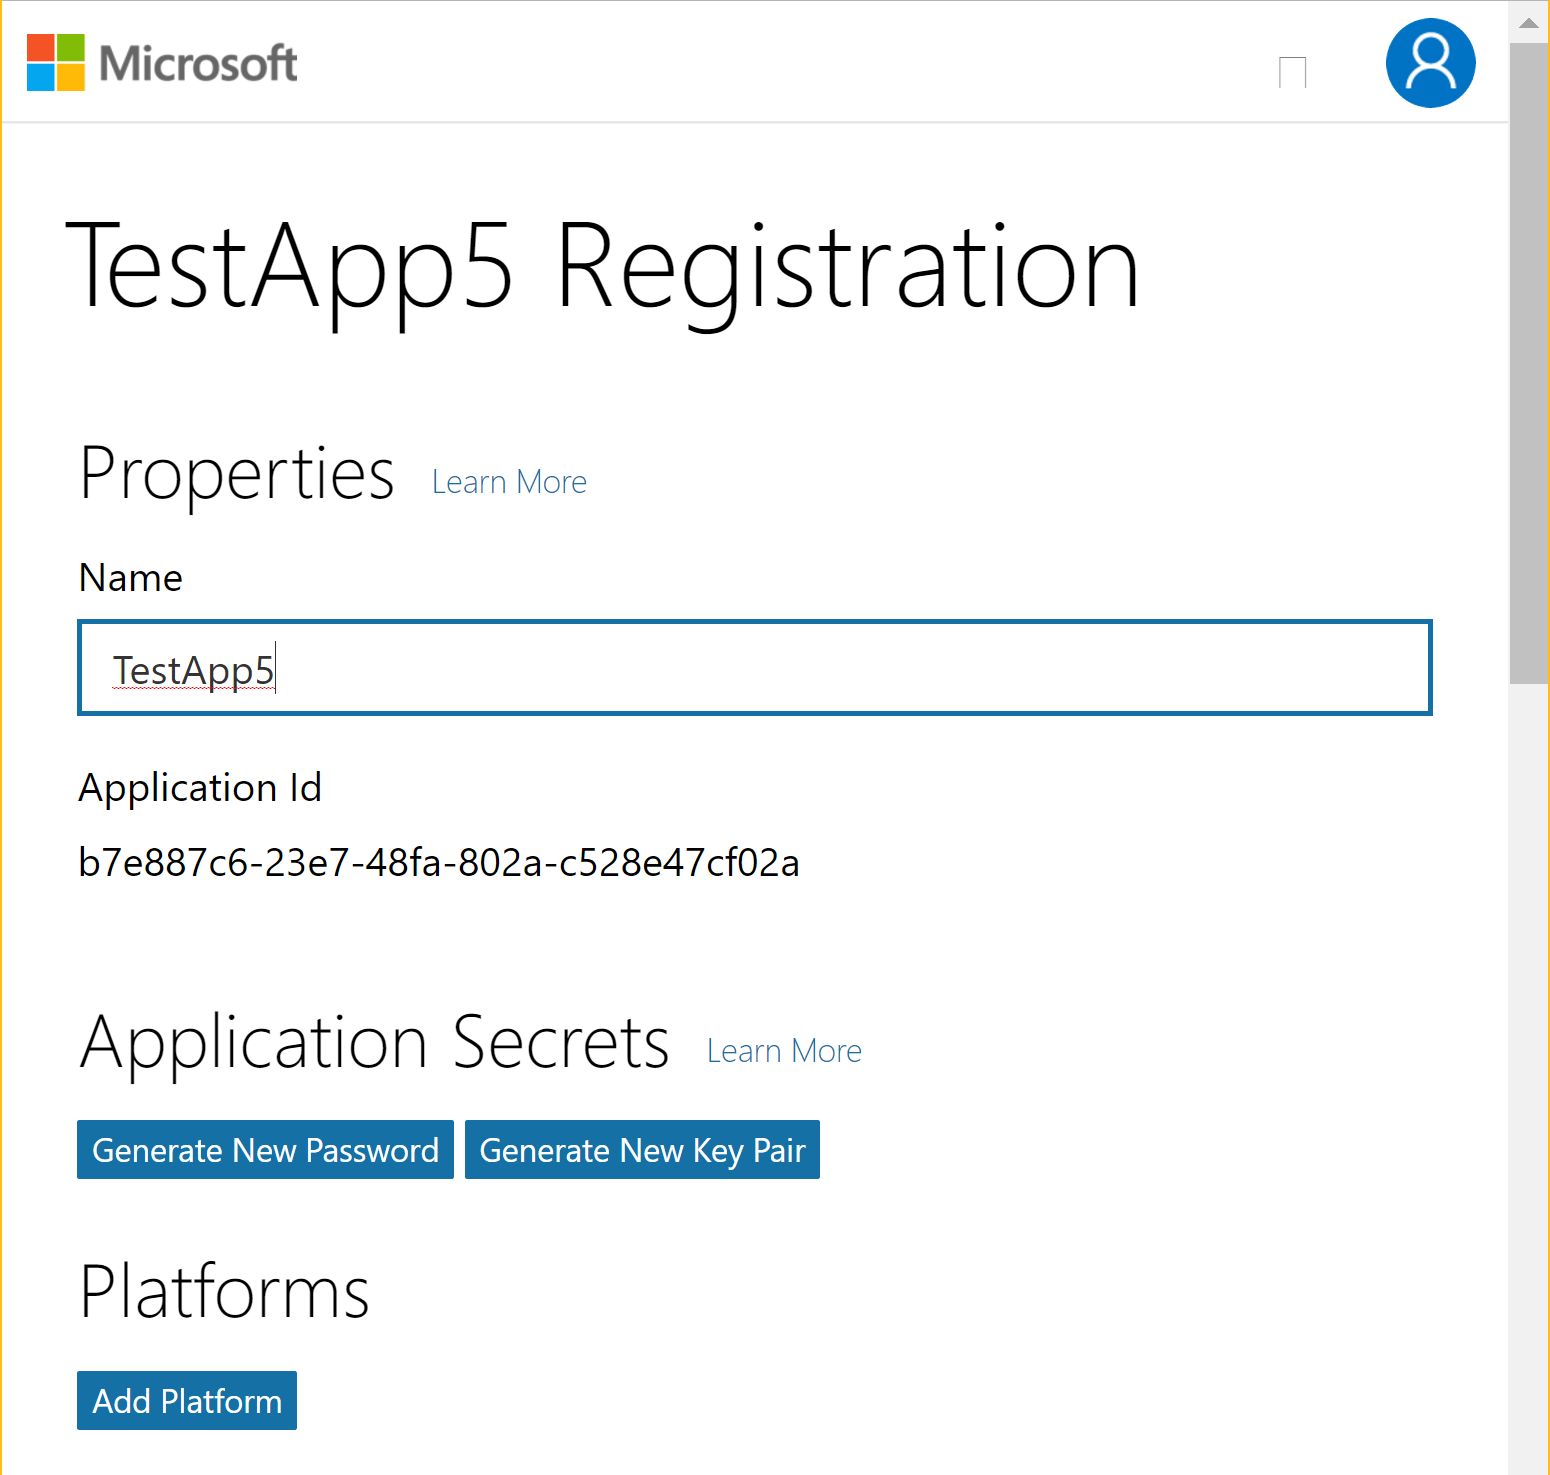 Microsoft
TestApp5 Registration
Properties Learn More
Name
TestApp5
Application Id
b7e887c6-23e7-48fa-802a-c528e47cf02a
Application Secrets Learn More
Generate New Password Generate New Key Pair
Platforms
Add Platform